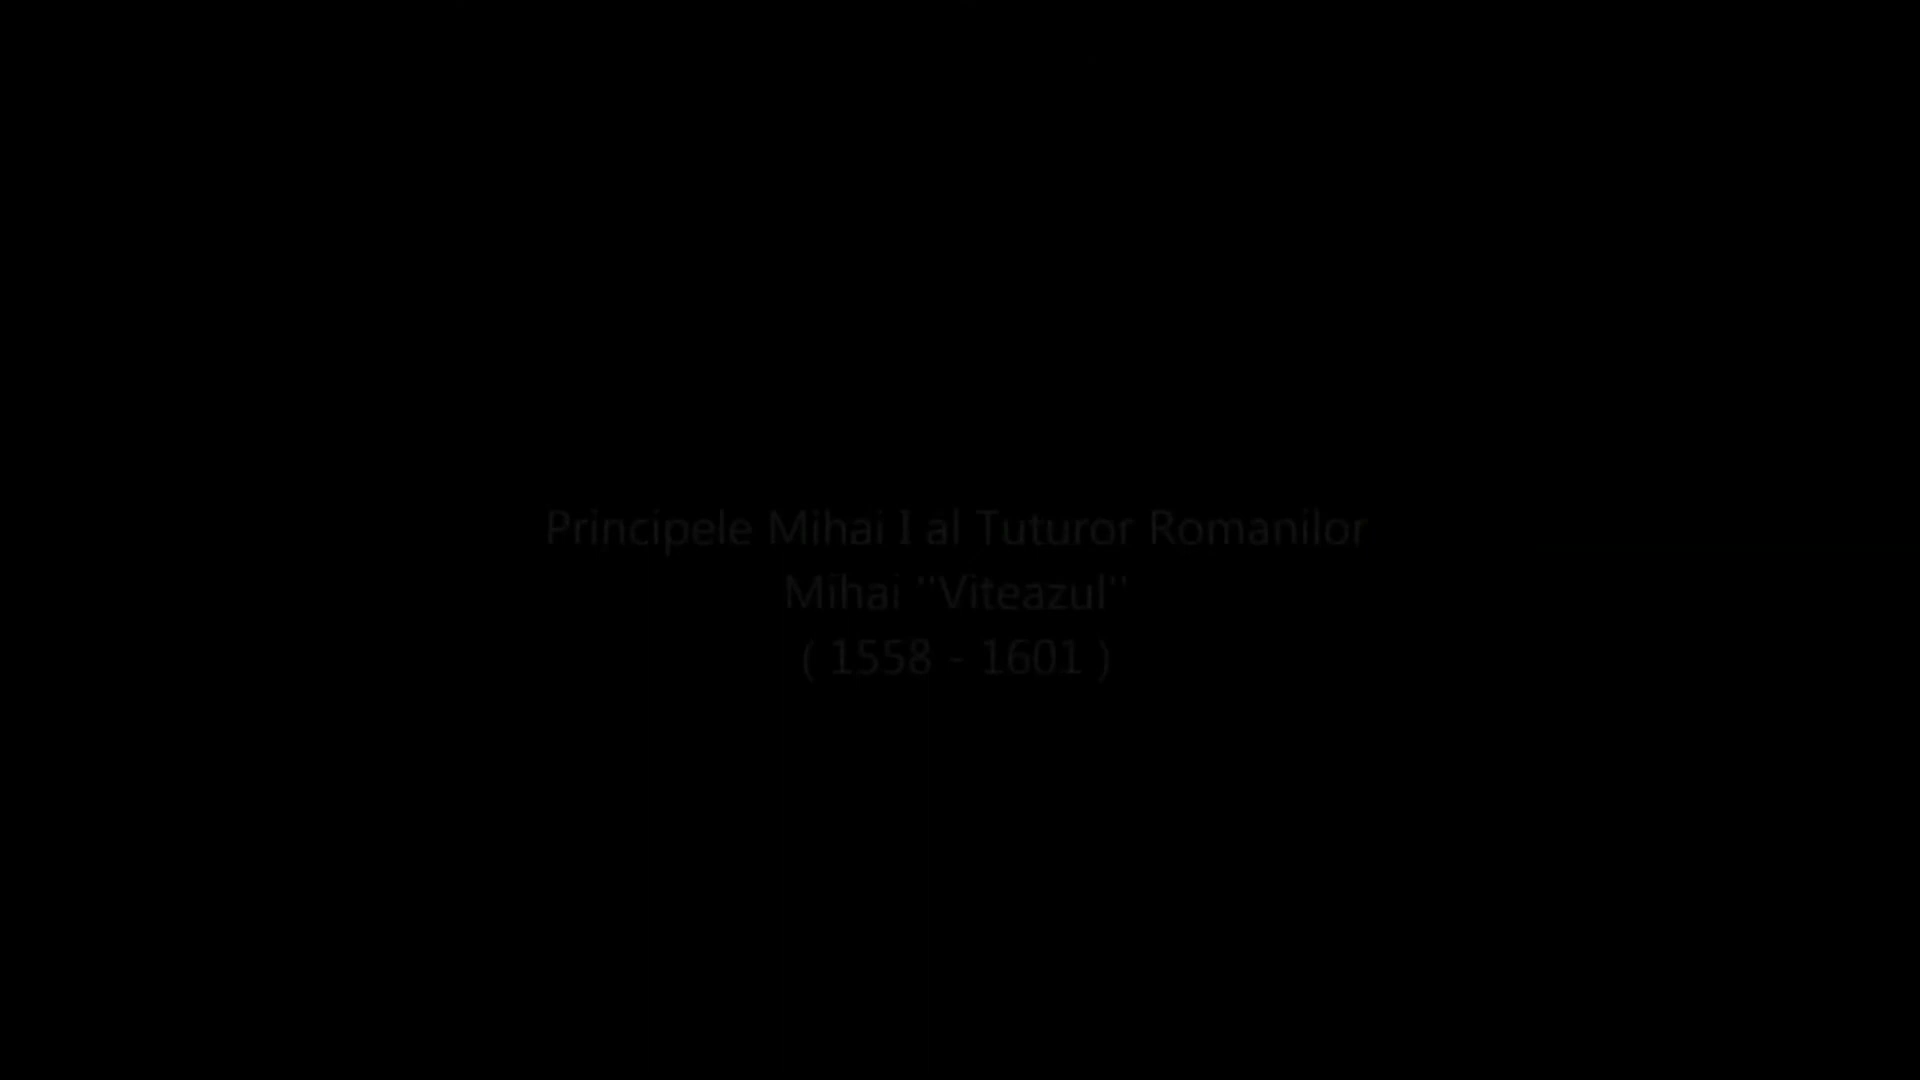 Principele Mihai I al Tuturor Romanilor
Mihai ''Viteazul''
( 1558 - 1601 )